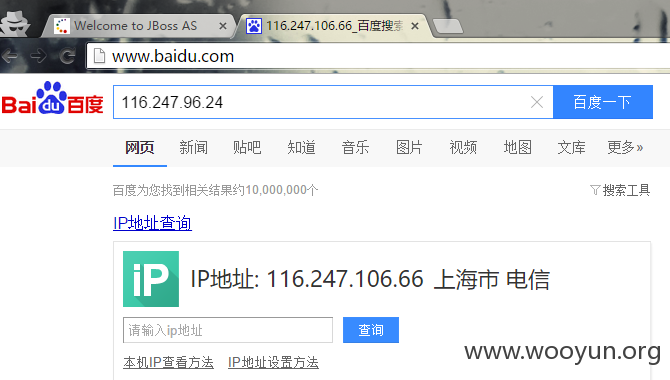 Welcome to JBoss AS
116.247.106.66_百度搜索
www.baidu.com
Bai du 百度
116.247.96.24
百度一下
网页 新闻 贴吧 知道 音乐 图片 视频 地图 文库 更多»
百度为您找到相关结果约10,000,000个
搜索工具
IP地址查询
iP
IP地址: 116.247.106.66 上海市 电信
请输入ip地址
查询
本机IP查看方法 IP地址设置方法
www.wooyun.org